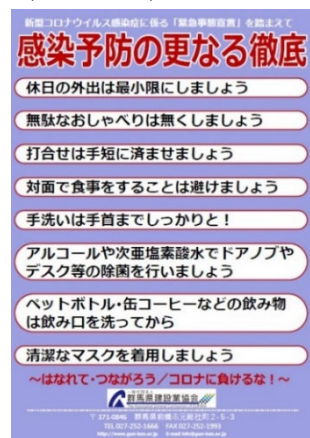 新型コロナウイルス感染症に係る「緊急事態宣言」を踏まえて
感染予防の更なる徹底
休日の外出は最小限にしましょう
無駄なおしゃべりは無くしましょう
打合せは手短に済ませましょう
対面で食事をすることは避けましょう
手洗いは手首までしっかりと！
アルコールや次亜塩素酸水でドアノブや
デスク等の除菌を行いましょう
ペットボトル・缶コーヒーなどの飲み物
は飲み口を洗ってから
清潔なマスクを着用しましょう
～はなれて・つながろう／コロナに負けるな！～
群馬県建設業協会
〒371-0846 群馬県前橋市元総社町2-5-3
TEL 027-252-1666 FAX 027-252-1993